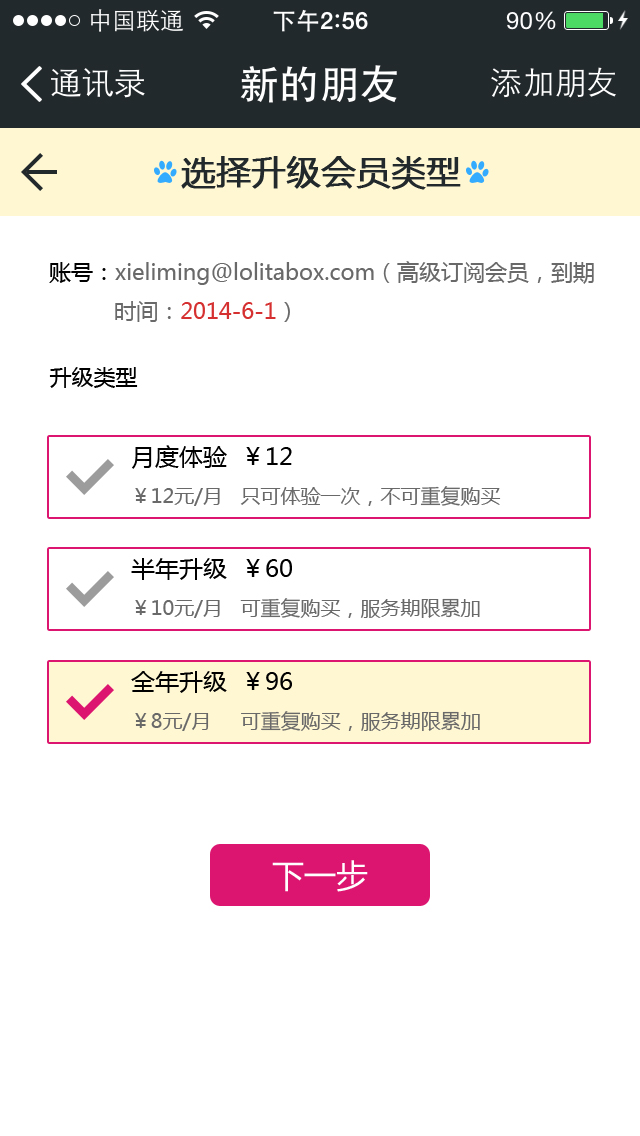 中国联通 下午2:56 90%
通讯录 新的朋友 添加朋友
选择升级会员类型
账号：xieliming@lolitabox.com（高级订阅会员，到期
时间：2014-6-1）
升级类型
月度体验 ￥12
￥12元/月 只可体验一次，不可重复购买
半年升级 ￥60
￥10元/月 可重复购买，服务期限累加
全年升级 ￥96
￥8元/月 可重复购买，服务期限累加
下一步